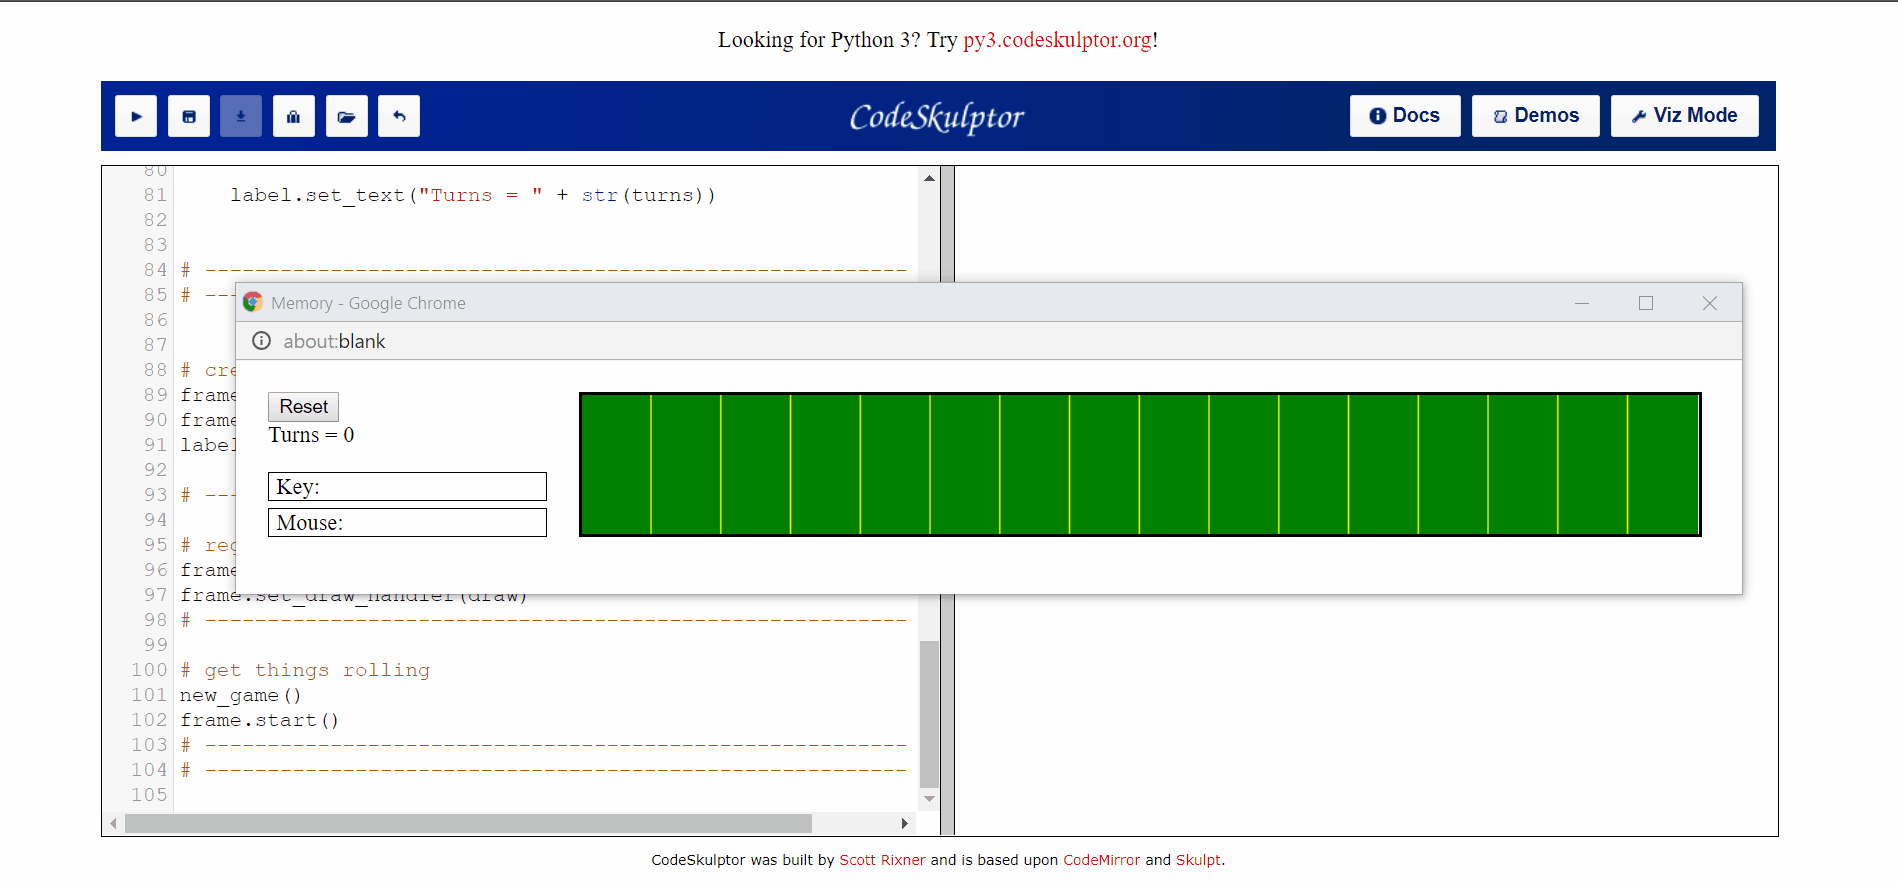 Looking for Python 3? Try py3.codeskulptor.org!
CodeSkulptor
Docs
Demos
Viz Mode
80
81 label.set_text("Turns = " + str(turns))
82
83
84 # --------------------------------------------------------
85 # --
86
87
88 # cre
89 frame
90 frame
91 label
92
93 # --
94
95 # reg
96 frame
97 frame.set_draw_handler(draw)
98 # --------------------------------------------------------
99
100 # get things rolling
101 new_game()
102 frame.start()
103 # --------------------------------------------------------
104 # --------------------------------------------------------
105
Memory - Google Chrome
about:blank
Reset
Turns = 0
Key:
Mouse:
CodeSkulptor was built by Scott Rixner and is based upon CodeMirror and Skulpt.